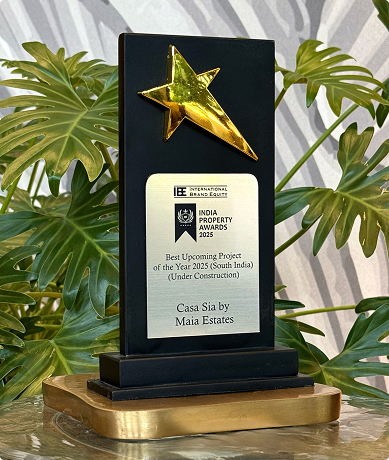 IBE INTERNATIONAL
BRAND EQUITY
INDIA
PROPERTY
AWARDS
2025
Best Upcoming Project
of the Year 2025 (South India)
(Under Construction)
Casa Sia by
Maia Estates